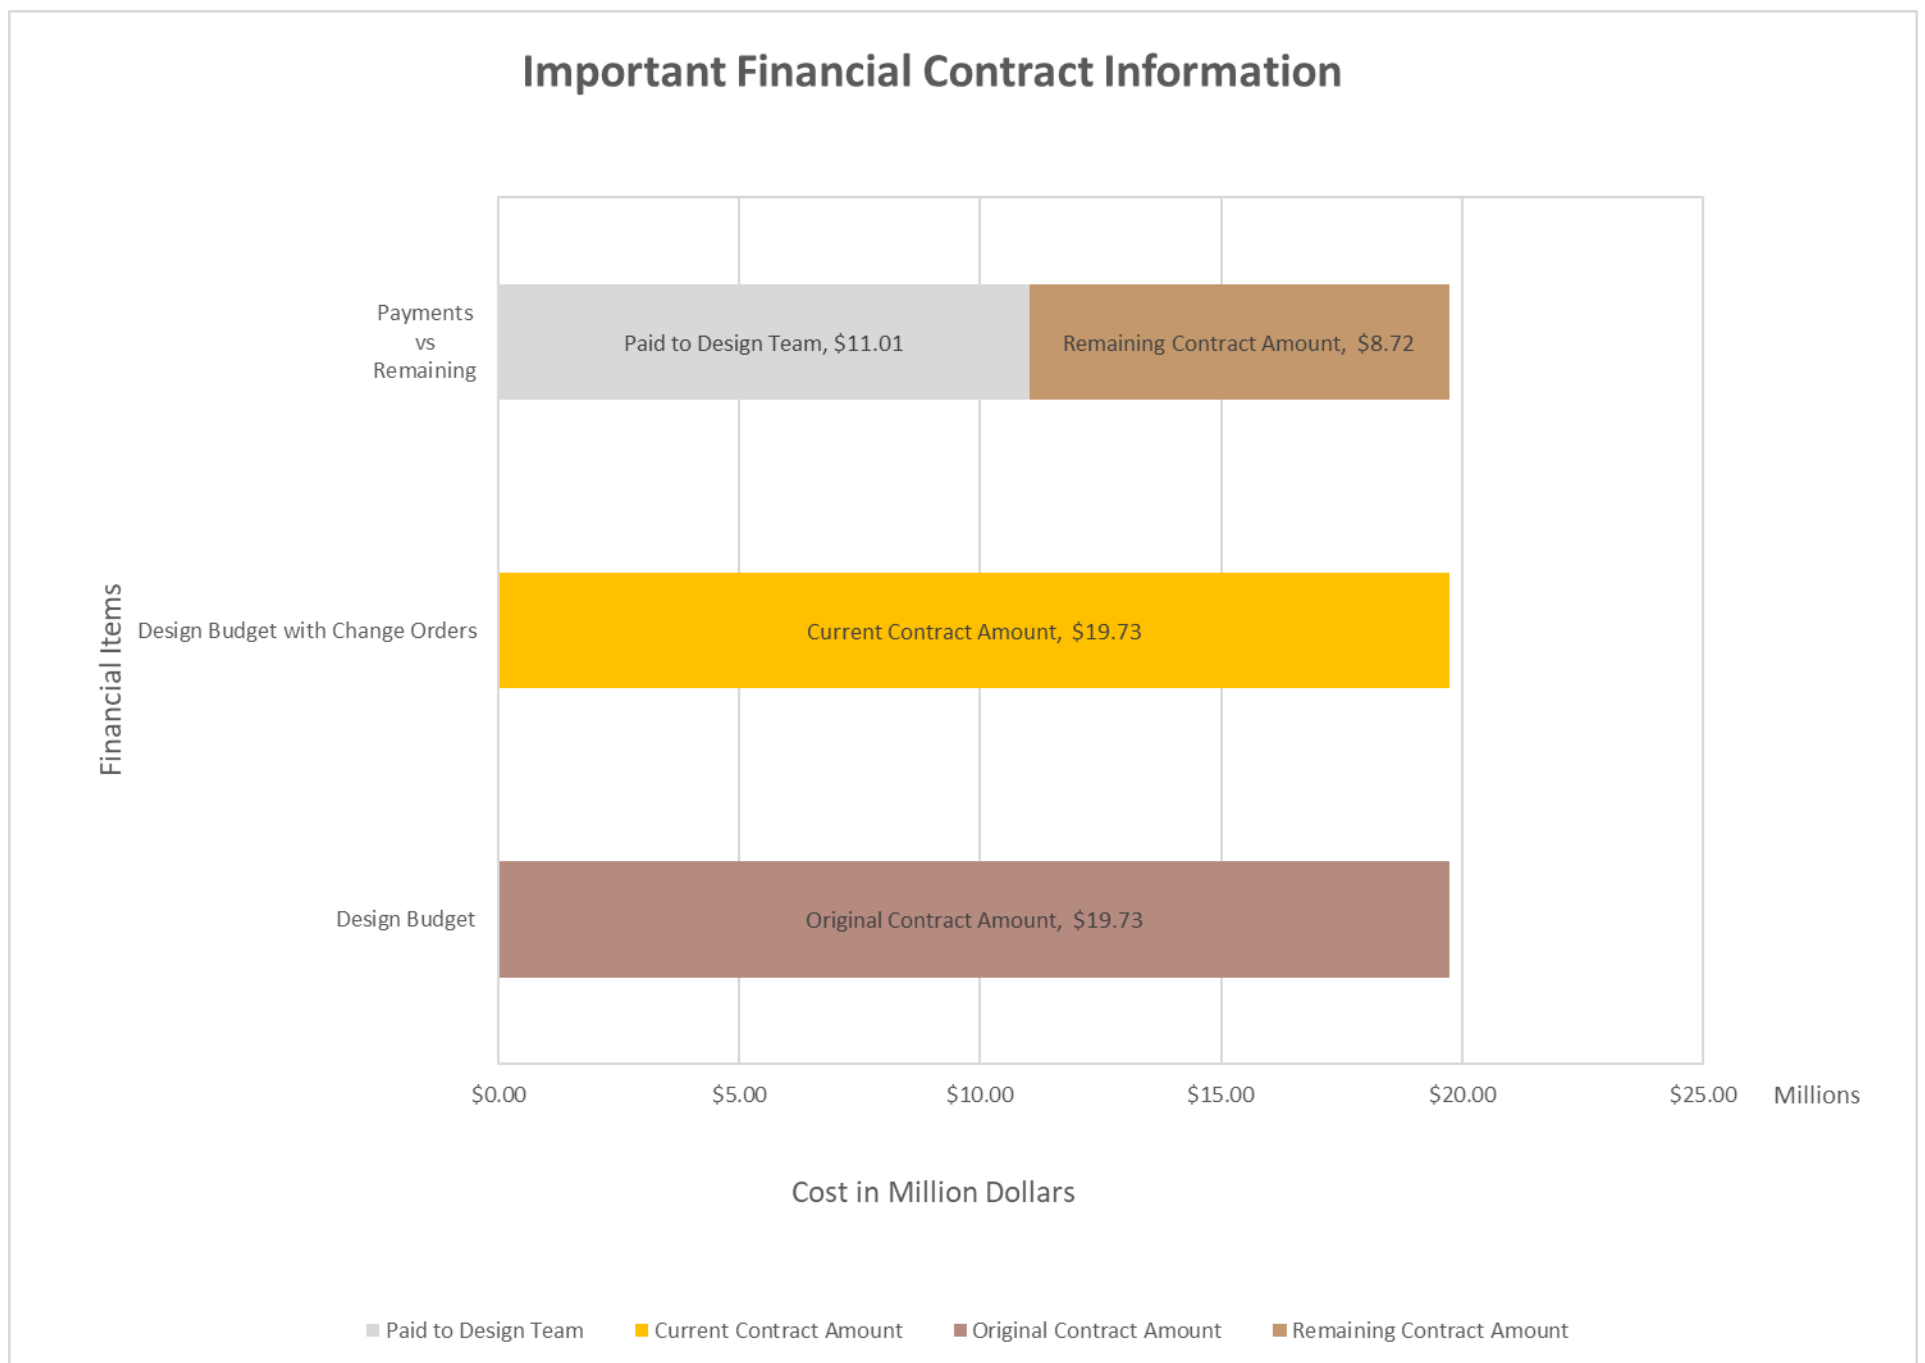 Important Financial Contract Information
Payments
vs
Remaining
Paid to Design Team, $11.01
Remaining Contract Amount,  $8.72
Financial Items
Design Budget with Change Orders
Current Contract Amount,  $19.73
Design Budget
Original Contract Amount,  $19.73
$0.00 $5.00 $10.00 $15.00 $20.00 $25.00 Millions
Cost in Million Dollars
Paid to Design Team Current Contract Amount Original Contract Amount Remaining Contract Amount